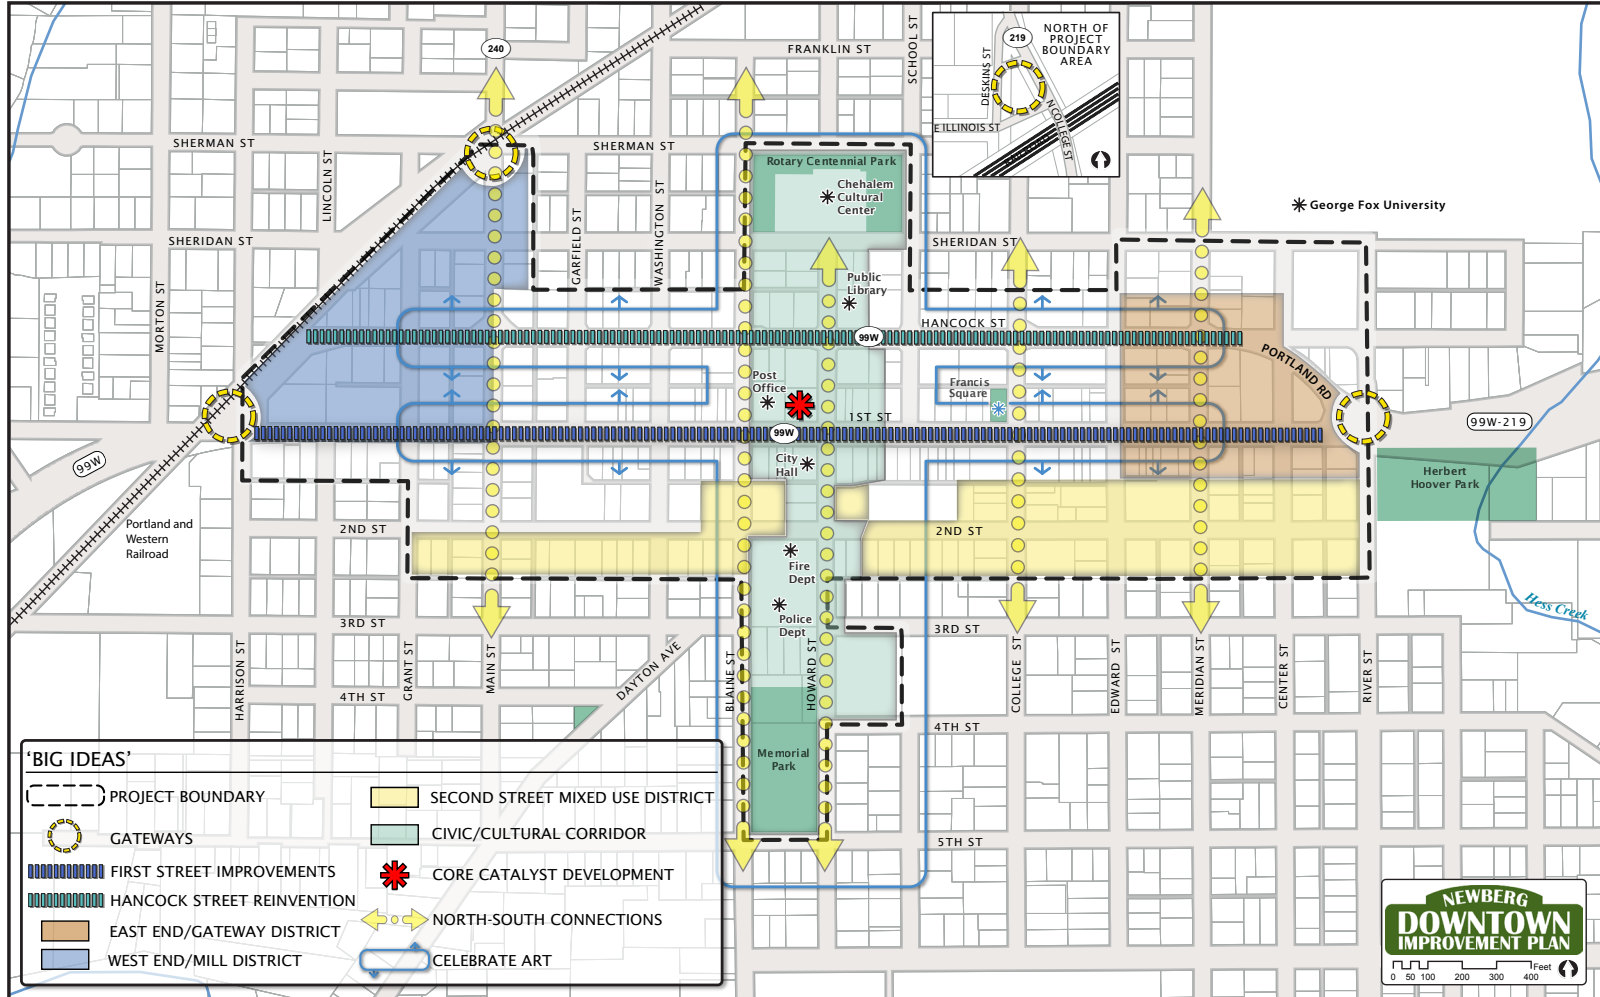 240
FRANKLIN ST
SCHOOL ST
219
NORTH OF
PROJECT
BOUNDARY
AREA
DESKINS ST
N COLLEGE ST
E ILLINOIS ST
SHERMAN ST
SHERMAN ST
LINCOLN ST
Rotary Centennial Park
Chehalem
Cultural
Center
George Fox University
GARFIELD ST
WASHINGTON ST
SHERIDAN ST
SHERIDAN ST
MORTON ST
Public
Library
HANCOCK ST
99W
PORTLAND RD
Post
Office
Francis
Square
1ST ST
99W
99W-219
City
Hall
99W
Herbert
Hoover Park
Portland and
Western
Railroad
2ND ST
2ND ST
Fire
Dept
Police
Dept
Hess Creek
3RD ST
3RD ST
HARRISON ST
GRANT ST
MAIN ST
DAYTON AVE
BLAINE ST
HOWARD ST
COLLEGE ST
EDWARD ST
MERIDIAN ST
CENTER ST
RIVER ST
4TH ST
4TH ST
Memorial
Park
5TH ST
'BIG IDEAS'
PROJECT BOUNDARY
GATEWAYS
FIRST STREET IMPROVEMENTS
HANCOCK STREET REINVENTION
EAST END/GATEWAY DISTRICT
WEST END/MILL DISTRICT
SECOND STREET MIXED USE DISTRICT
CIVIC/CULTURAL CORRIDOR
CORE CATALYST DEVELOPMENT
NORTH-SOUTH CONNECTIONS
CELEBRATE ART
NEWBERG
DOWNTOWN
IMPROVEMENT PLAN
Feet
0 50 100 200 300 400